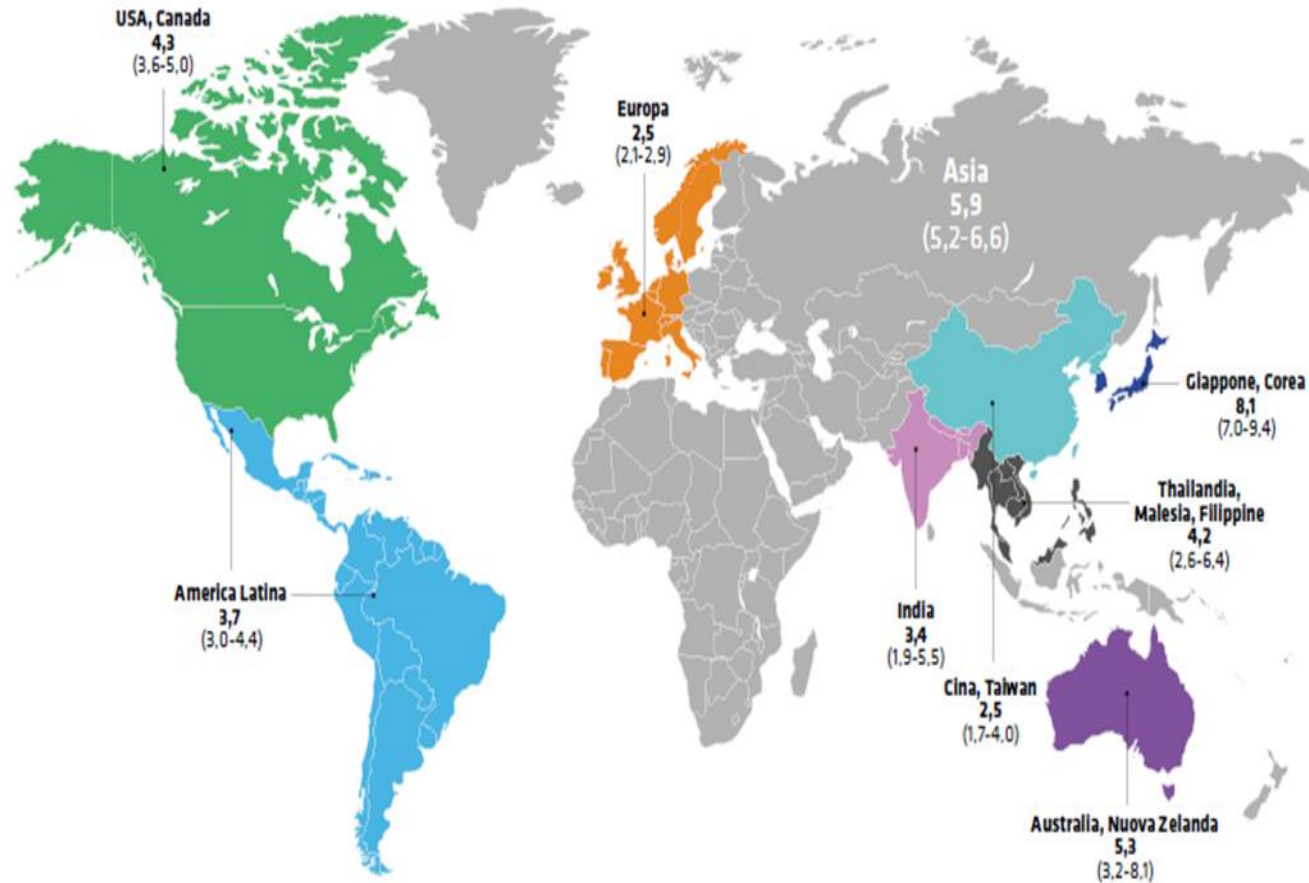 USA, Canada
4,3
(3,6-5,0)
Europa
2,5
(2,1-2,9)
Asia
5,9
(5,2-6,6)
Giappone, Corea
8,1
(7,0-9,4)
Thailandia,
Malesia, Filippine
4,2
(2,6-6,4)
America Latina
3,7
(3,0-4,4)
India
3,4
(1,9-5,5)
Cina, Taiwan
2,5
(1,7-4,0)
Australia, Nuova Zelanda
5,3
(3,2-8,1)